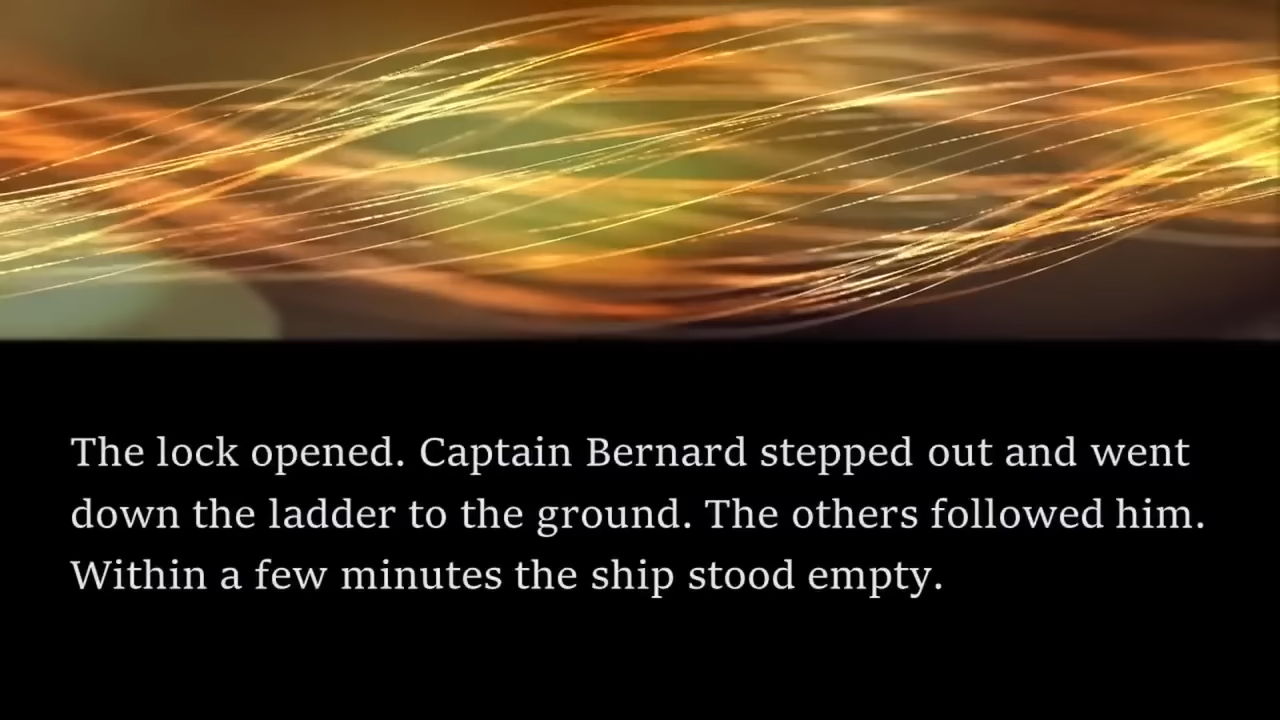 The lock opened. Captain Bernard stepped out and went
down the ladder to the ground. The others followed him.
Within a few minutes the ship stood empty.